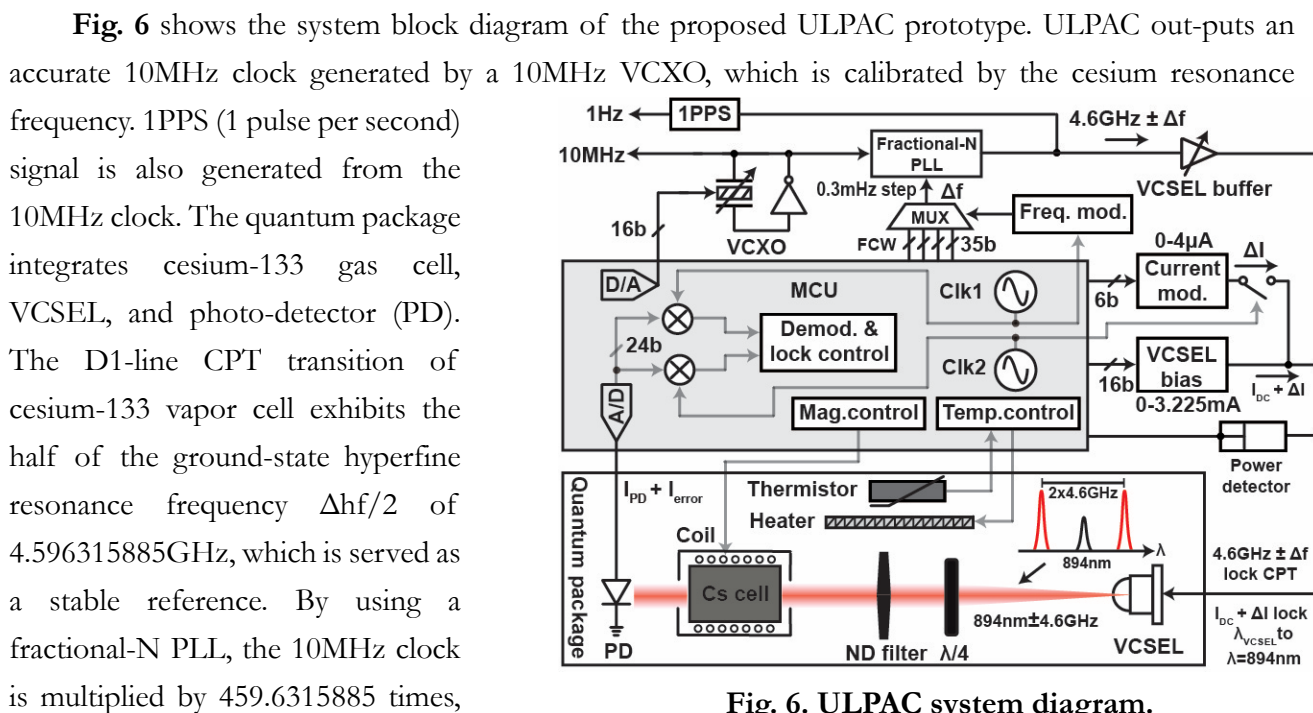 Fig. 6 shows the system block diagram of the proposed ULPAC prototype. ULPAC out-puts an
accurate 10MHz clock generated by a 10MHz VCXO, which is calibrated by the cesium resonance
frequency. 1PPS (1 pulse per second)
signal is also generated from the
10MHz clock. The quantum package
integrates cesium-133 gas cell,
VCSEL, and photo-detector (PD).
The D1-line CPT transition of
cesium-133 vapor cell exhibits the
half of the ground-state hyperfine
resonance frequency Δhf/2 of
4.596315885GHz, which is served as
a stable reference. By using a
fractional-N PLL, the 10MHz clock
is multiplied by 459.6315885 times,
1Hz
1PPS
4.6GHz ± Δf
10MHz
Fractional-N
PLL
VCSEL buffer
0.3mHz step
Δf
MUX
Freq. mod.
16b
VCXO
FCW
35b
0-4µA
D/A
MCU
Clk1
6b
Current
mod.
ΔI
24b
Demod. &
lock control
Clk2
16b
VCSEL
bias
I_DC + ΔI
0-3.225mA
A/D
Mag.control
Temp.control
Power
detector
Quantum package
I_PD + I_error
Thermistor
Heater
2x4.6GHz
λ
894nm
Coil
Cs cell
4.6GHz ± Δf
lock CPT
894nm±4.6GHz
I_DC + ΔI lock
λ_VCSEL to
λ=894nm
PD
ND filter
λ/4
VCSEL
Fig. 6. ULPAC system diagram.